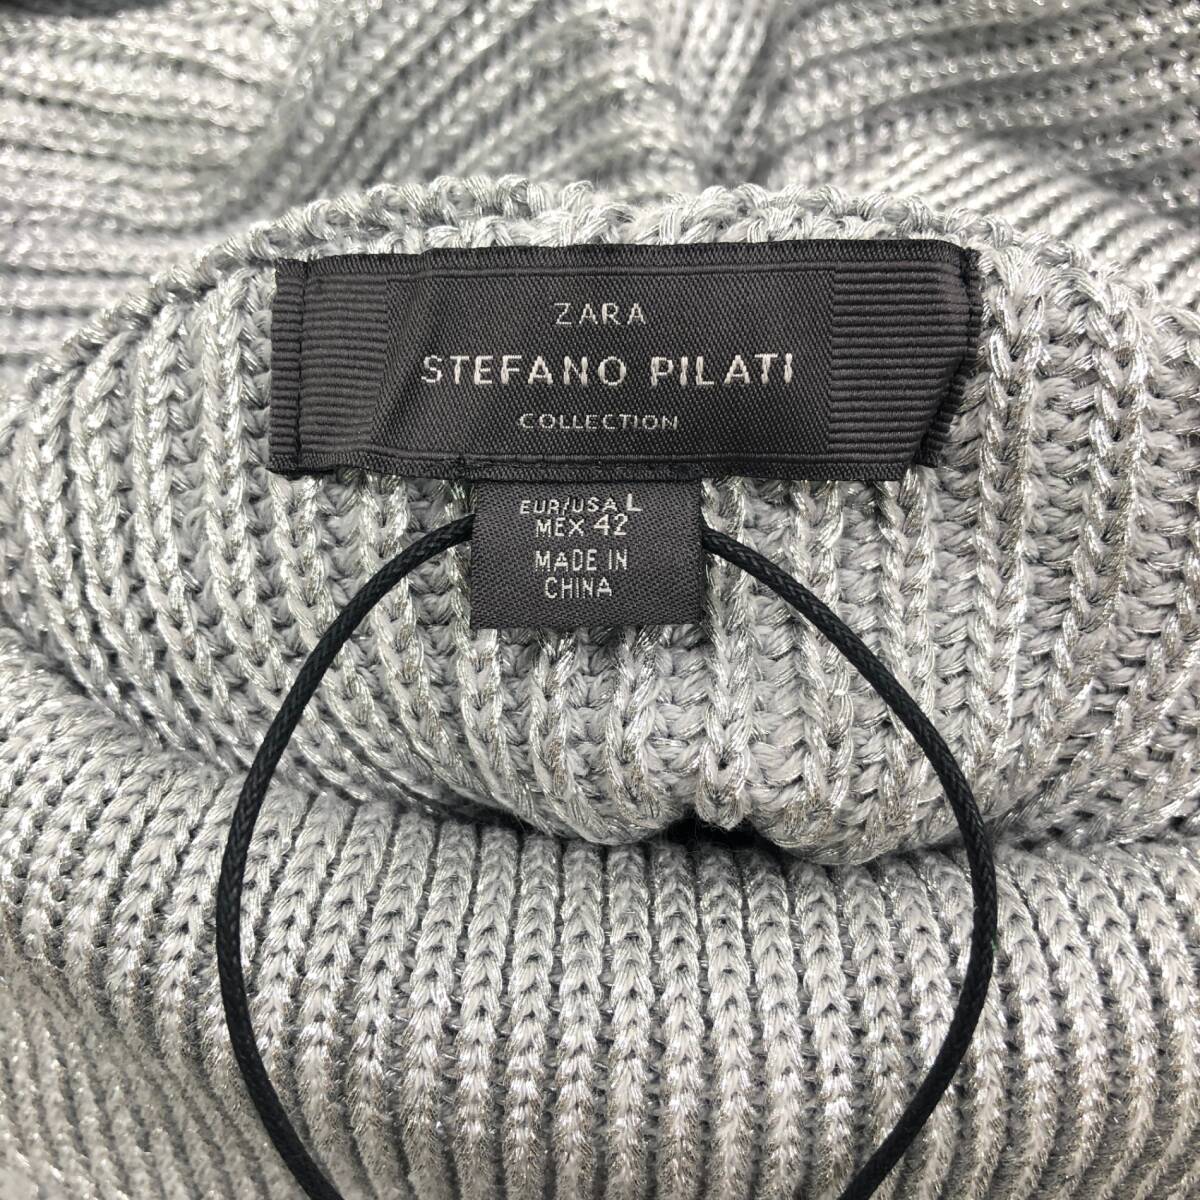 ZARA
STEFANO PILATI
COLLECTION
EUR/USA L
MEX 42
MADE IN
CHINA